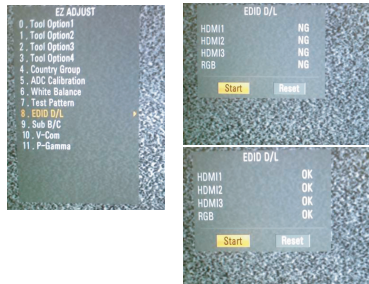 EZ ADJUST
0 . Tool Option1
1 . Tool Option2
2 . Tool Option3
3 . Tool Option4
4 . Country Group
5 . ADC Calibration
6 . White Balance
7 . Test Pattern
8 . EDID D/L
9 . Sub B/C
10 . V-Com
11 . P-Gamma
EDID D/L
HDMI1 NG
HDMI2 NG
HDMI3 NG
RGB NG
Start Reset
EDID D/L
HDMI1 OK
HDMI2 OK
HDMI3 OK
RGB OK
Start Reset